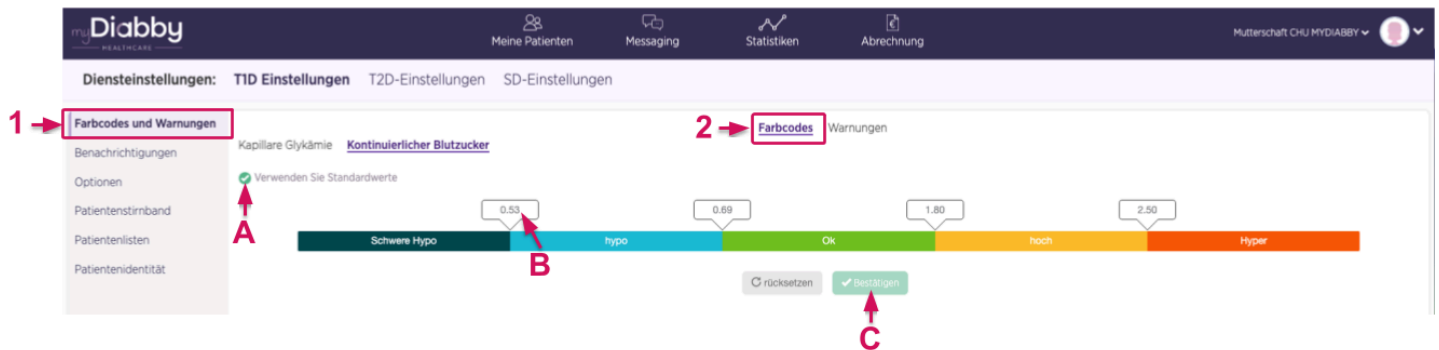 myDiabby
HEALTHCARE
Meine Patienten Messaging Statistiken Abrechnung
Mutterschaft CHU MYDIABBY
Diensteinstellungen: T1D Einstellungen T2D-Einstellungen SD-Einstellungen
1
Farbcodes und Warnungen
Benachrichtigungen
Optionen
Patientenstirnband
Patientenlisten
Patientenidentität
2
Farbcodes Warnungen
Kapillare Glykämie Kontinuierlicher Blutzucker
Verwenden Sie Standardwerte
A
0.53 0.69 1.80 2.50
Schwere Hypo hypo Ok hoch Hyper
B
rücksetzen Bestätigen
C